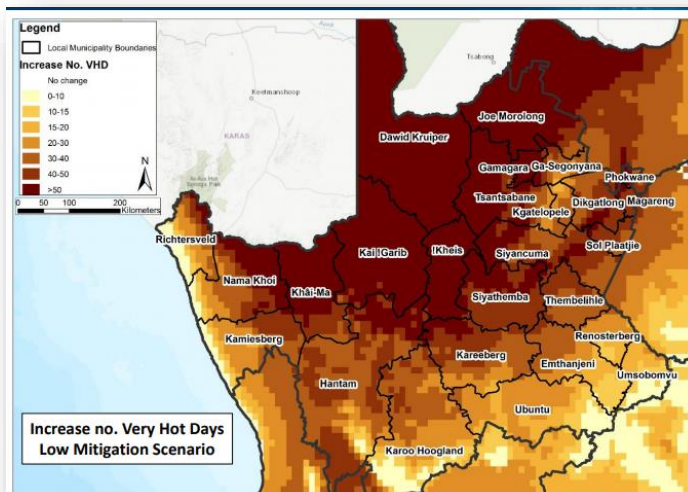 Legend
Local Municipality Boundaries
Increase No. VHD
No change
0-10
10-15
15-20
20-30
30-40
40-50
>50
N
0 50 100 200
Kilometers
Keetmanshoop
KARAS
Tsabong
Dawid Kruiper
Joe Morolong
Gamagara
Ga-Segonyana
Phokwane
Tsantsabane
Dikgatlong
Magareng
Kgatelopele
Richtersveld
Kai !Garib
!Kheis
Siyancuma
Sol Plaatjie
Nama Khoi
Khâi-Ma
Siyathemba
Thembelihle
Kamiesberg
Renosterberg
Kareeberg
Emthanjeni
Umsobomvu
Hantam
Ubuntu
Increase no. Very Hot Days
Low Mitigation Scenario
Karoo Hoogland